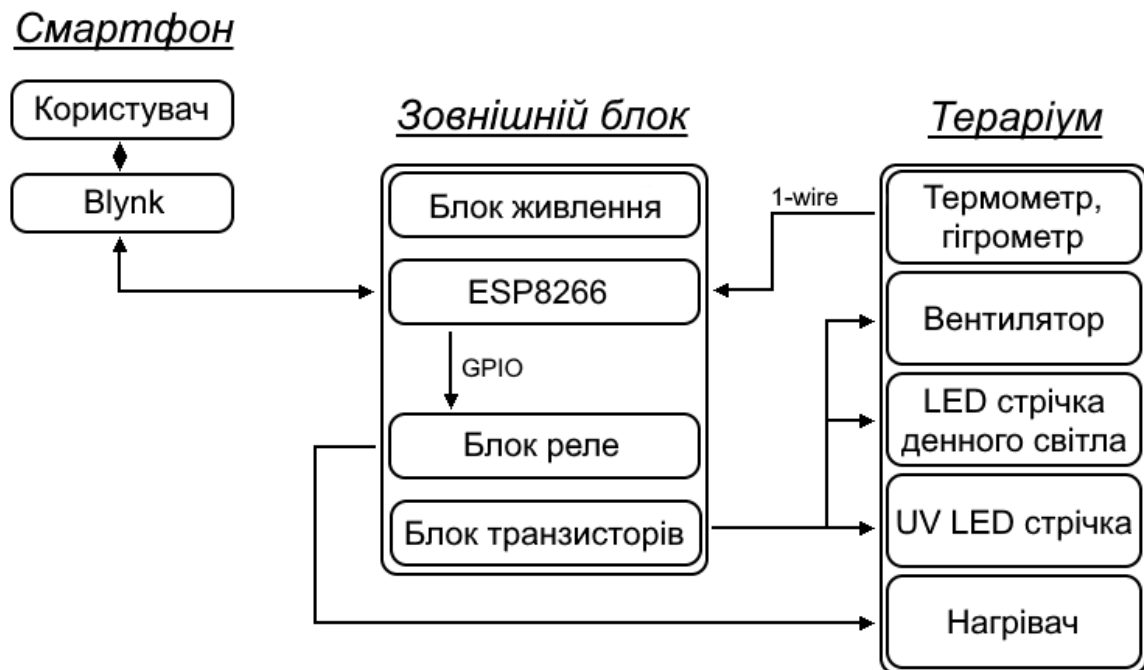 Смартфон
Користувач
Blynk
Зовнішній блок
Блок живлення
ESP8266
GPIO
Блок реле
Блок транзисторів
1-wire
Тераріум
Термометр,
гігрометр
Вентилятор
LED стрічка
денного світла
UV LED стрічка
Нагрівач